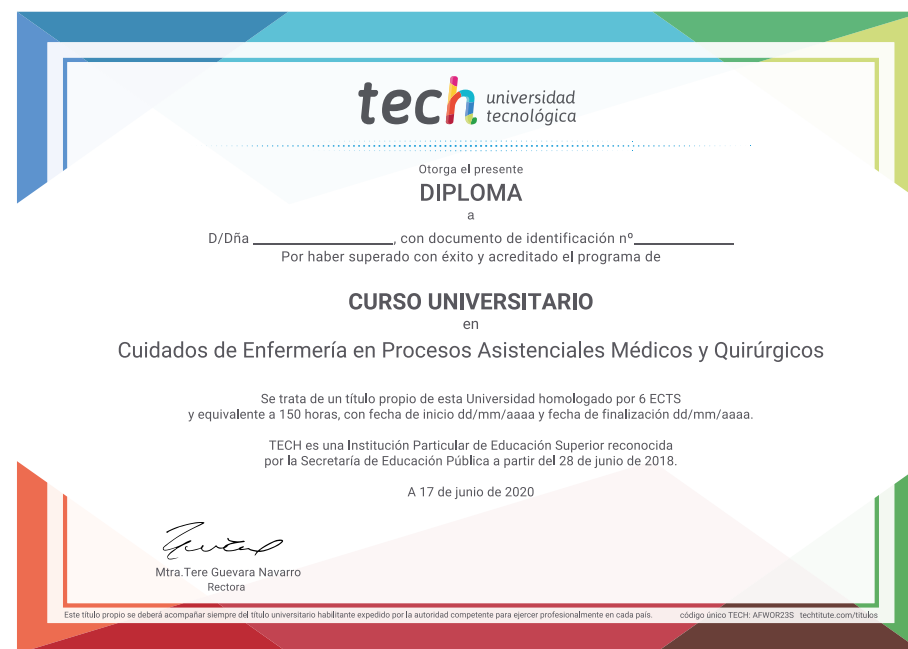 tech universidad
tecnológica
Otorga el presente
DIPLOMA
a
D/Dña ____________________, con documento de identificación nº______________
Por haber superado con éxito y acreditado el programa de
CURSO UNIVERSITARIO
en
Cuidados de Enfermería en Procesos Asistenciales Médicos y Quirúrgicos
Se trata de un título propio de esta Universidad homologado por 6 ECTS
y equivalente a 150 horas, con fecha de inicio dd/mm/aaaa y fecha de finalización dd/mm/aaaa.
TECH es una Institución Particular de Educación Superior reconocida
por la Secretaría de Educación Pública a partir del 28 de junio de 2018.
A 17 de junio de 2020
Mtra.Tere Guevara Navarro
Rectora
Este título propio se deberá acompañar siempre del título universitario habilitante expedido por la autoridad competente para ejercer profesionalmente en cada país. código único TECH: AFWOR23S techtitute.com/titulos